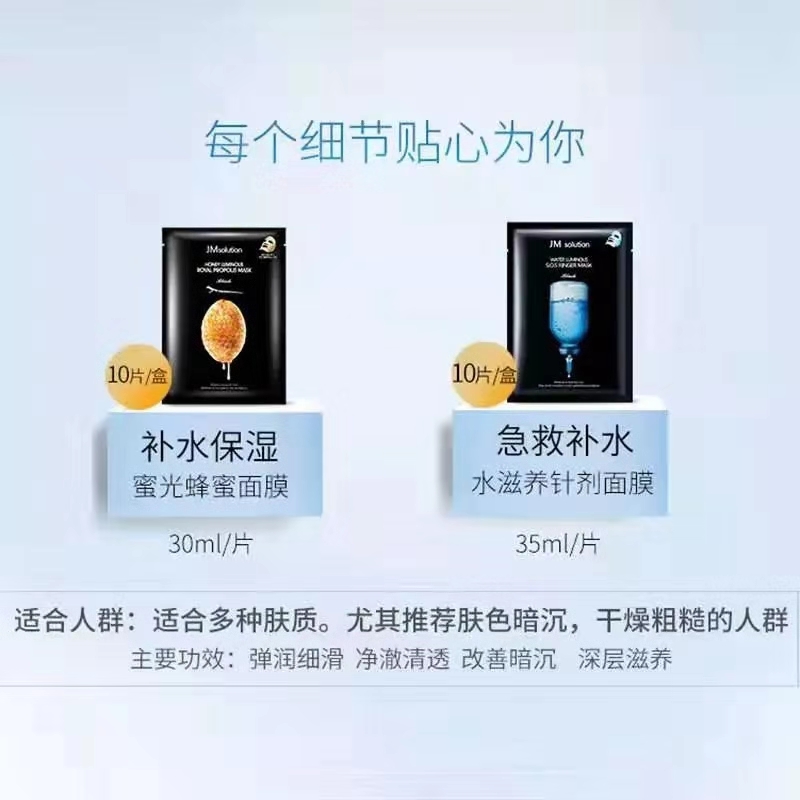 每个细节贴心为你
JMsolution
HONEY LUMINOUS
ROYAL PROPOLIS MASK
Black
10片/盒
补水保湿
蜜光蜂蜜面膜
30ml/片
JM solution
WATER LUMINOUS
S.O.S RINGER MASK
Black
10片/盒
急救补水
水滋养针剂面膜
35ml/片
适合人群：适合多种肤质。尤其推荐肤色暗沉，干燥粗糙的人群
主要功效：弹润细滑 净澈清透 改善暗沉 深层滋养